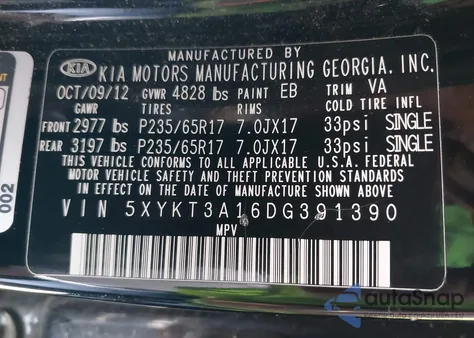 MANUFACTURED BY
KIA KIA MOTORS MANUFACTURING GEORGIA, INC.
OCT/09/12 GVWR 4828 lbs PAINT EB TRIM VA
GAWR TIRES RIMS COLD TIRE INFL
FRONT 2977 lbs P235/65R17 7.0JX17 33psi SINGLE
REAR 3197 lbs P235/65R17 7.0JX17 33psi SINGLE
THIS VEHICLE CONFORMS TO ALL APPLICABLE U.S.A. FEDERAL
MOTOR VEHICLE SAFETY AND THEFT PREVENTION STANDARDS
IN EFFECT ON THE DATE OF MANUFACTURE SHOWN ABOVE.
VIN 5XYKT3A16DG391390
MPV
002
autoSnap